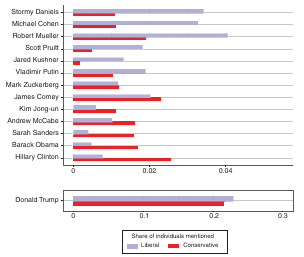 Stormy Daniels
Michael Cohen
Robert Mueller
Scott Pruitt
Jared Kushner
Vladimir Putin
Mark Zuckerberg
James Comey
Kim Jong-un
Andrew McCabe
Sarah Sanders
Barack Obama
Hillary Clinton
0 0.02 0.04
Donald Trump
0 0.1 0.2 0.3
Share of individuals mentioned
Liberal Conservative